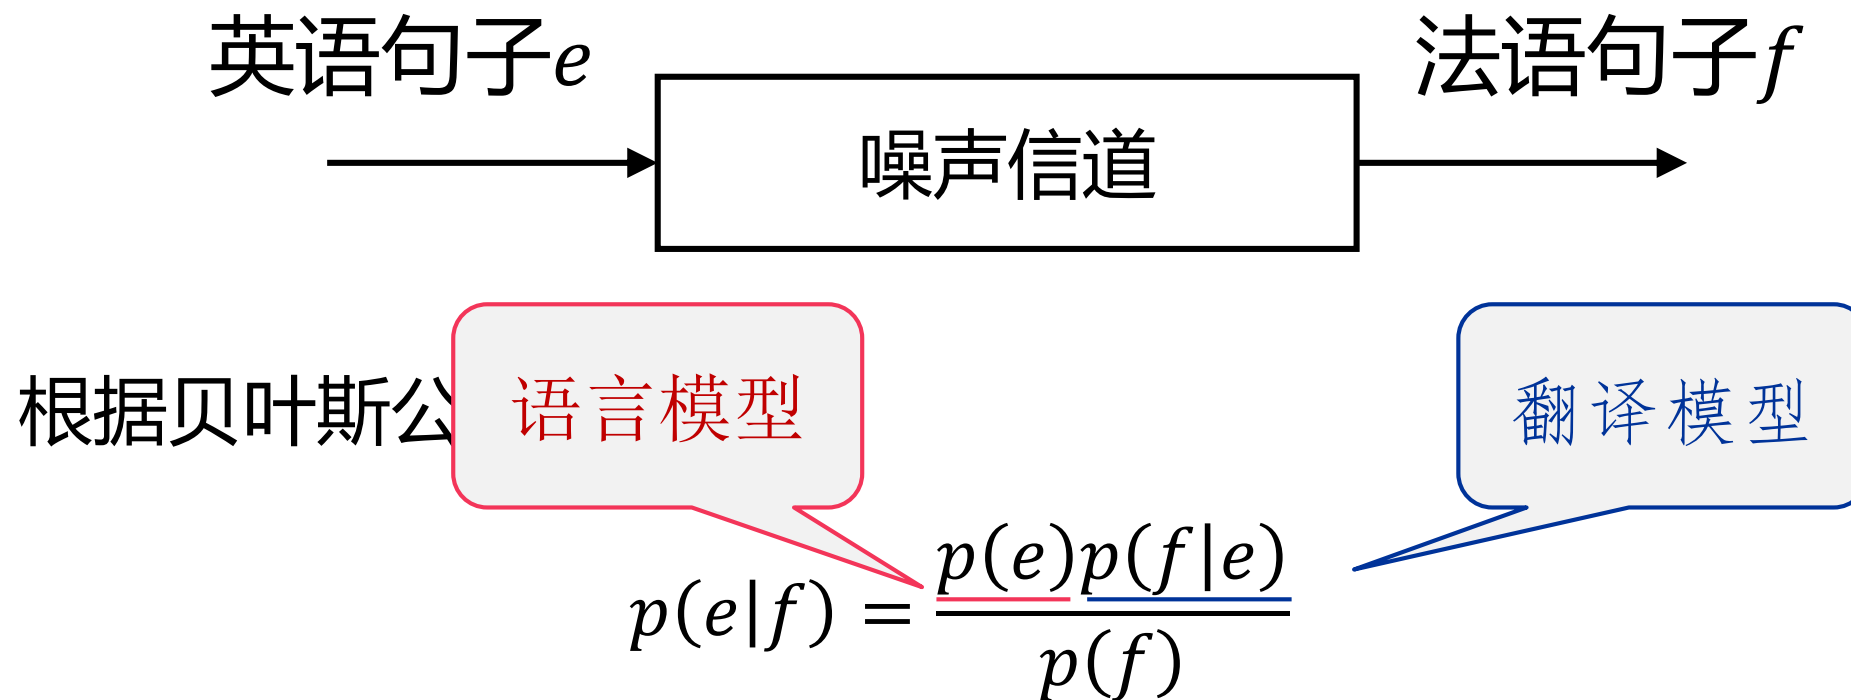 英语句子e
法语句子f
噪声信道
根据贝叶斯公
语言模型
翻译模型
p(e|f) = p(e)p(f|e)
p(f)